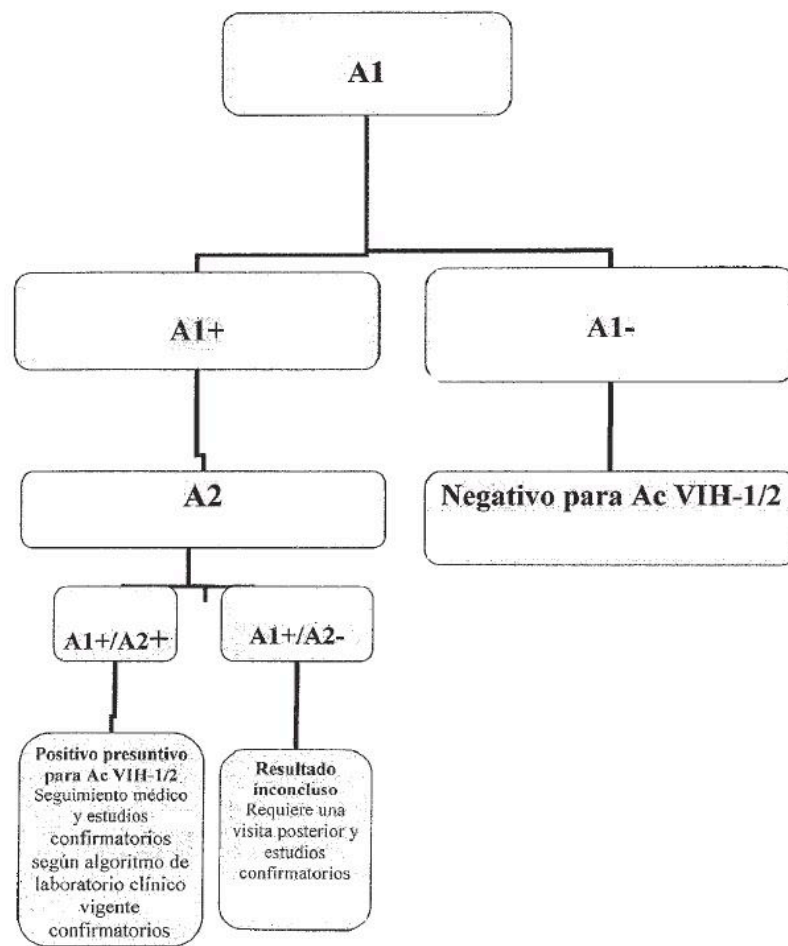 A1
A1+
A1-
A2
Negativo para Ac VIH-1/2
A1+/A2+
A1+/A2-
Positivo presuntivo
para Ac VIH-1/2
Seguimiento médico
y estudios
confirmatorios
según algoritmo de
laboratorio clínico
vigente
confirmatorios
Resultado
inconcluso
Requiere una
visita posterior y
estudios
confirmatorios